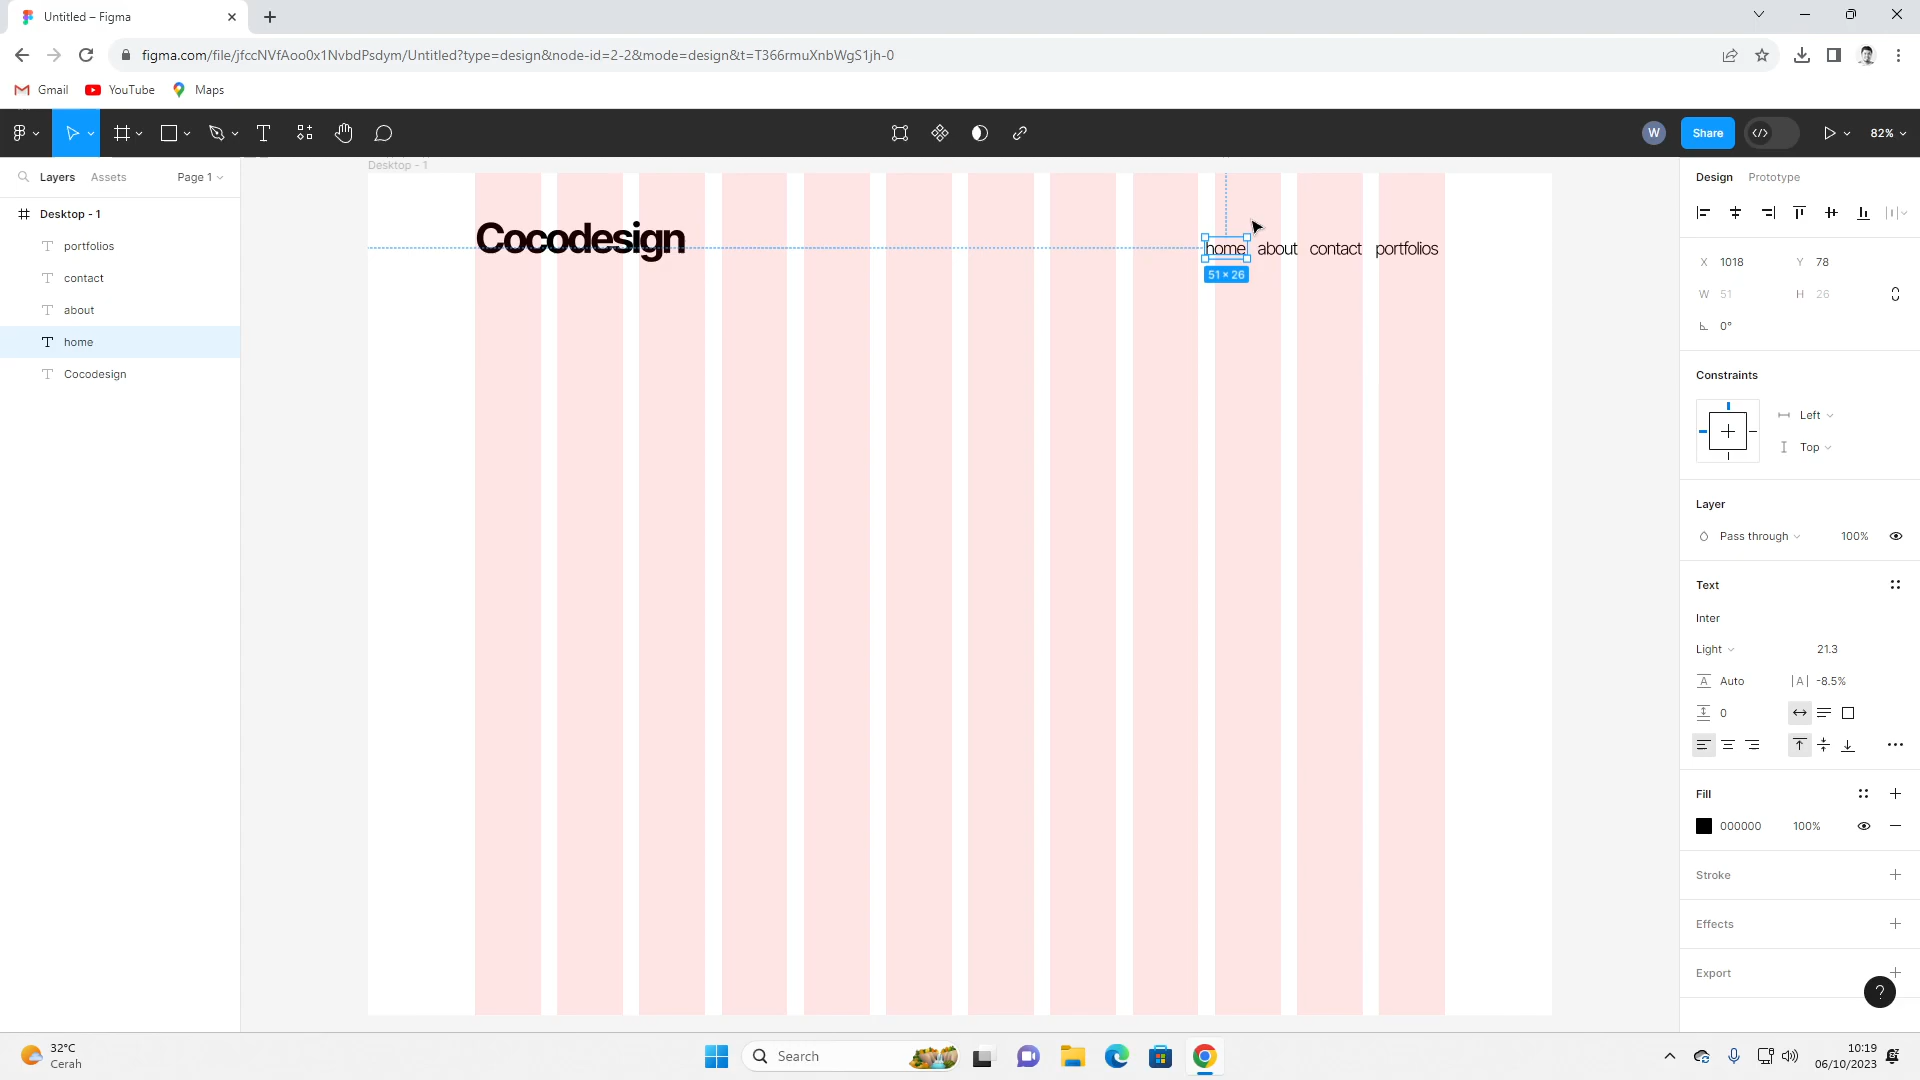 Untitled – Figma
figma.com/file/jfccNVfAoo0x1NvbdPsdym/Untitled?type=design&node-id=2-2&mode=design&t=T366rmuXnbWgS1jh-0
Gmail YouTube Maps
W Share 82%
Layers Assets Page 1
Desktop - 1
portfolios
contact
about
home
Cocodesign
Desktop - 1
Cocodesign
home about contact portfolios
51 × 26
Design Prototype
X 1018 Y 78
W 51 H 26
0°
Constraints
Left
Top
Layer
Pass through 100%
Text
Inter
Light 21.3
A Auto |A| -8.5%
0
Fill
000000 100%
Stroke
Effects
Export
?
32°C
Cerah
Search
10:19
06/10/2023